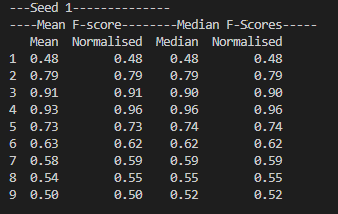 ---Seed 1--------------
----Mean F-score--------Median F-Scores-----
Mean Normalised Median Normalised
1 0.48 0.48 0.48 0.48
2 0.79 0.79 0.79 0.79
3 0.91 0.91 0.90 0.90
4 0.93 0.96 0.96 0.96
5 0.73 0.73 0.74 0.74
6 0.63 0.62 0.62 0.62
7 0.58 0.59 0.59 0.59
8 0.54 0.55 0.55 0.55
9 0.50 0.50 0.52 0.52